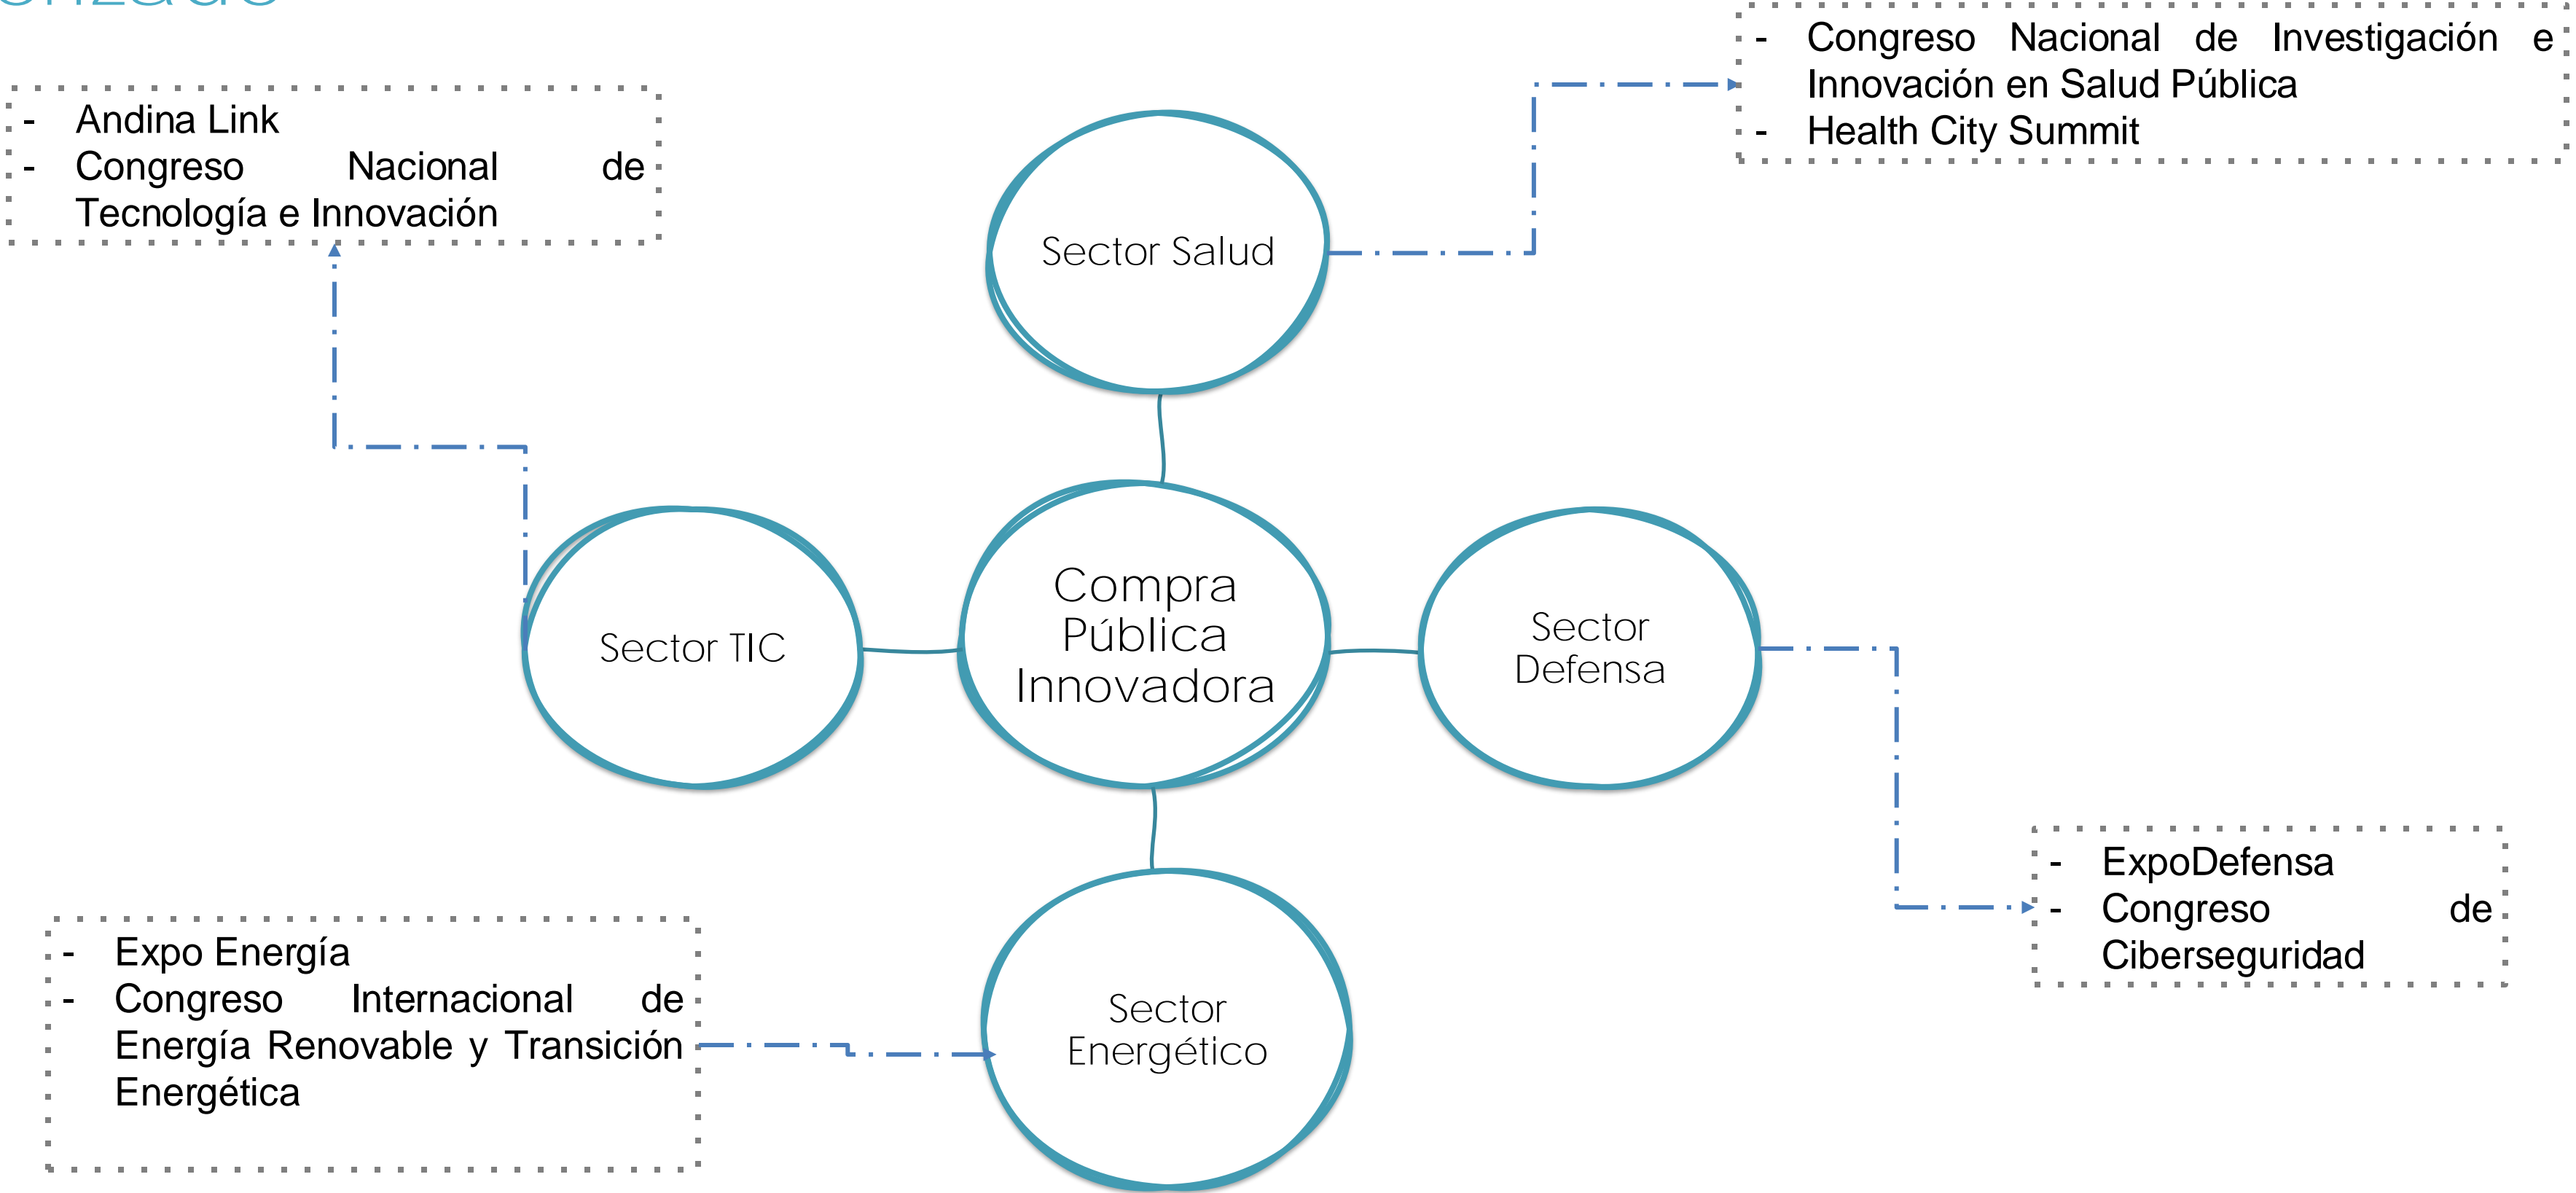 - Congreso Nacional de Investigación e
Innovación en Salud Pública
- Health City Summit
- Andina Link
- Congreso Nacional de
Tecnología e Innovación
Sector Salud
Sector TIC
Compra
Pública
Innovadora
Sector
Defensa
- ExpoDefensa
- Congreso de
Ciberseguridad
- Expo Energía
- Congreso Internacional de
Energía Renovable y Transición
Energética
Sector
Energético